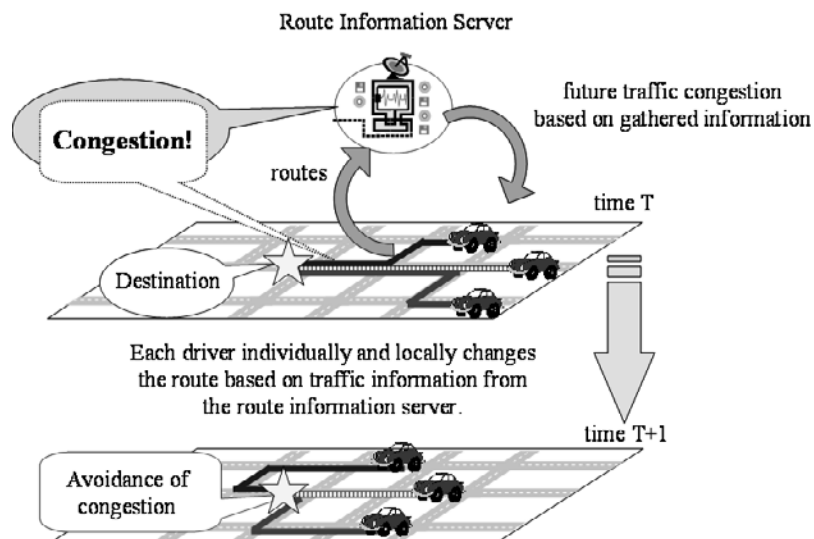 Route Information Server
future traffic congestion
based on gathered information
Congestion!
routes
time T
Destination
Each driver individually and locally changes
the route based on traffic information from
the route information server.
time T+1
Avoidance of
congestion